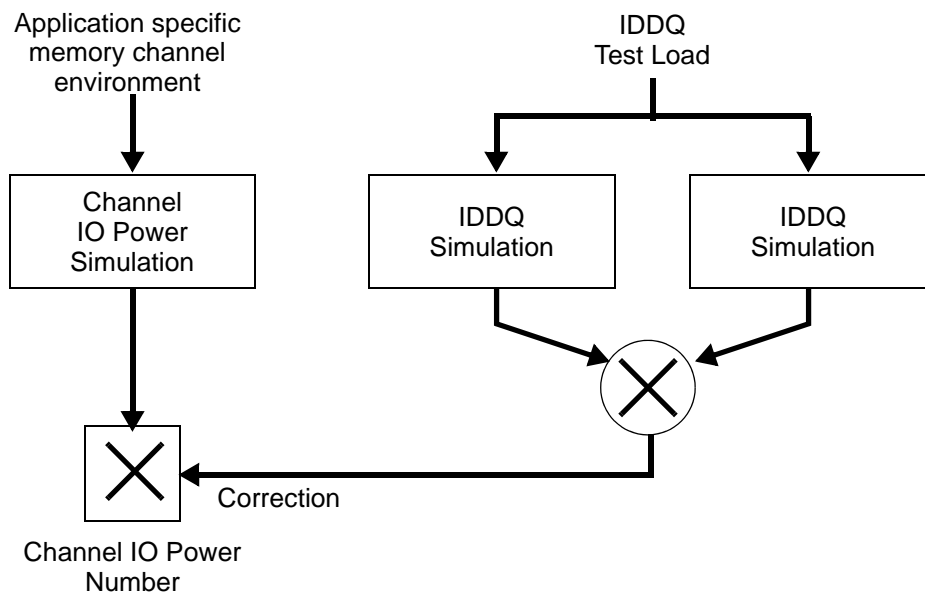 Application specific
memory channel
environment
IDDQ
Test Load
Channel
IO Power
Simulation
IDDQ
Simulation
IDDQ
Simulation
Correction
Channel IO Power
Number